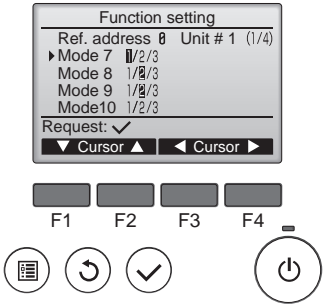 Function setting
Ref. address 0 Unit # 1 (1/4)
Mode 7 1/2/3
Mode 8 1/2/3
Mode 9 1/2/3
Mode10 1/2/3
Request: ✓
▼ Cursor ▲ ◀ Cursor ▶
F1 F2 F3 F4